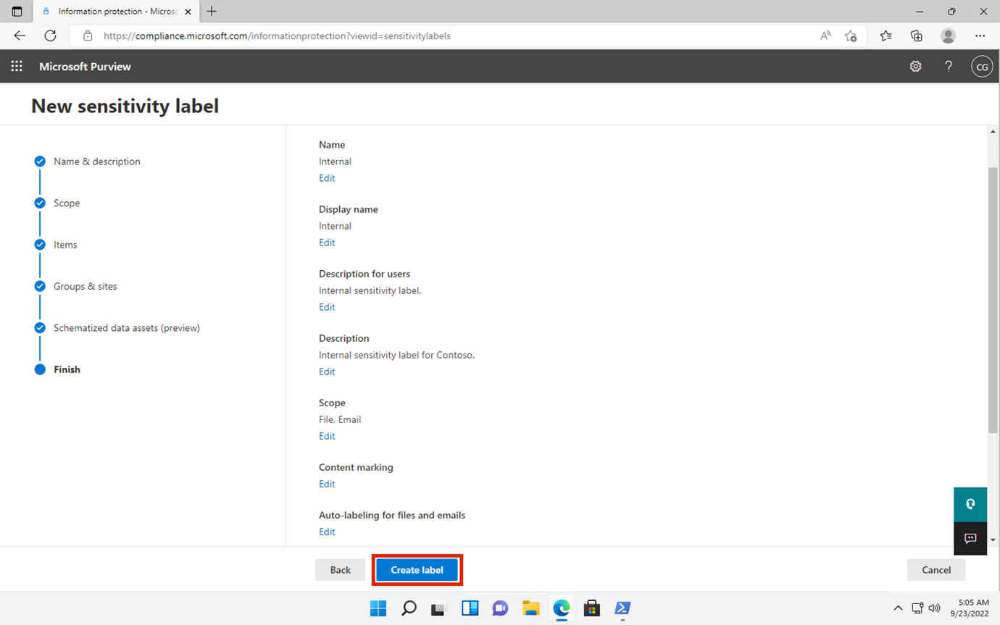 Information protection - Microsc
https://compliance.microsoft.com/informationprotection?viewid=sensitivitylabels
Microsoft Purview
CG
New sensitivity label
Name & description
Scope
Items
Groups & sites
Schematized data assets (preview)
Finish
Name
Internal
Edit
Display name
Internal
Edit
Description for users
Internal sensitivity label.
Edit
Description
Internal sensitivity label for Contoso.
Edit
Scope
File, Email
Edit
Content marking
Edit
Auto-labeling for files and emails
Edit
Back
Create label
Cancel
5:05 AM
9/23/2022